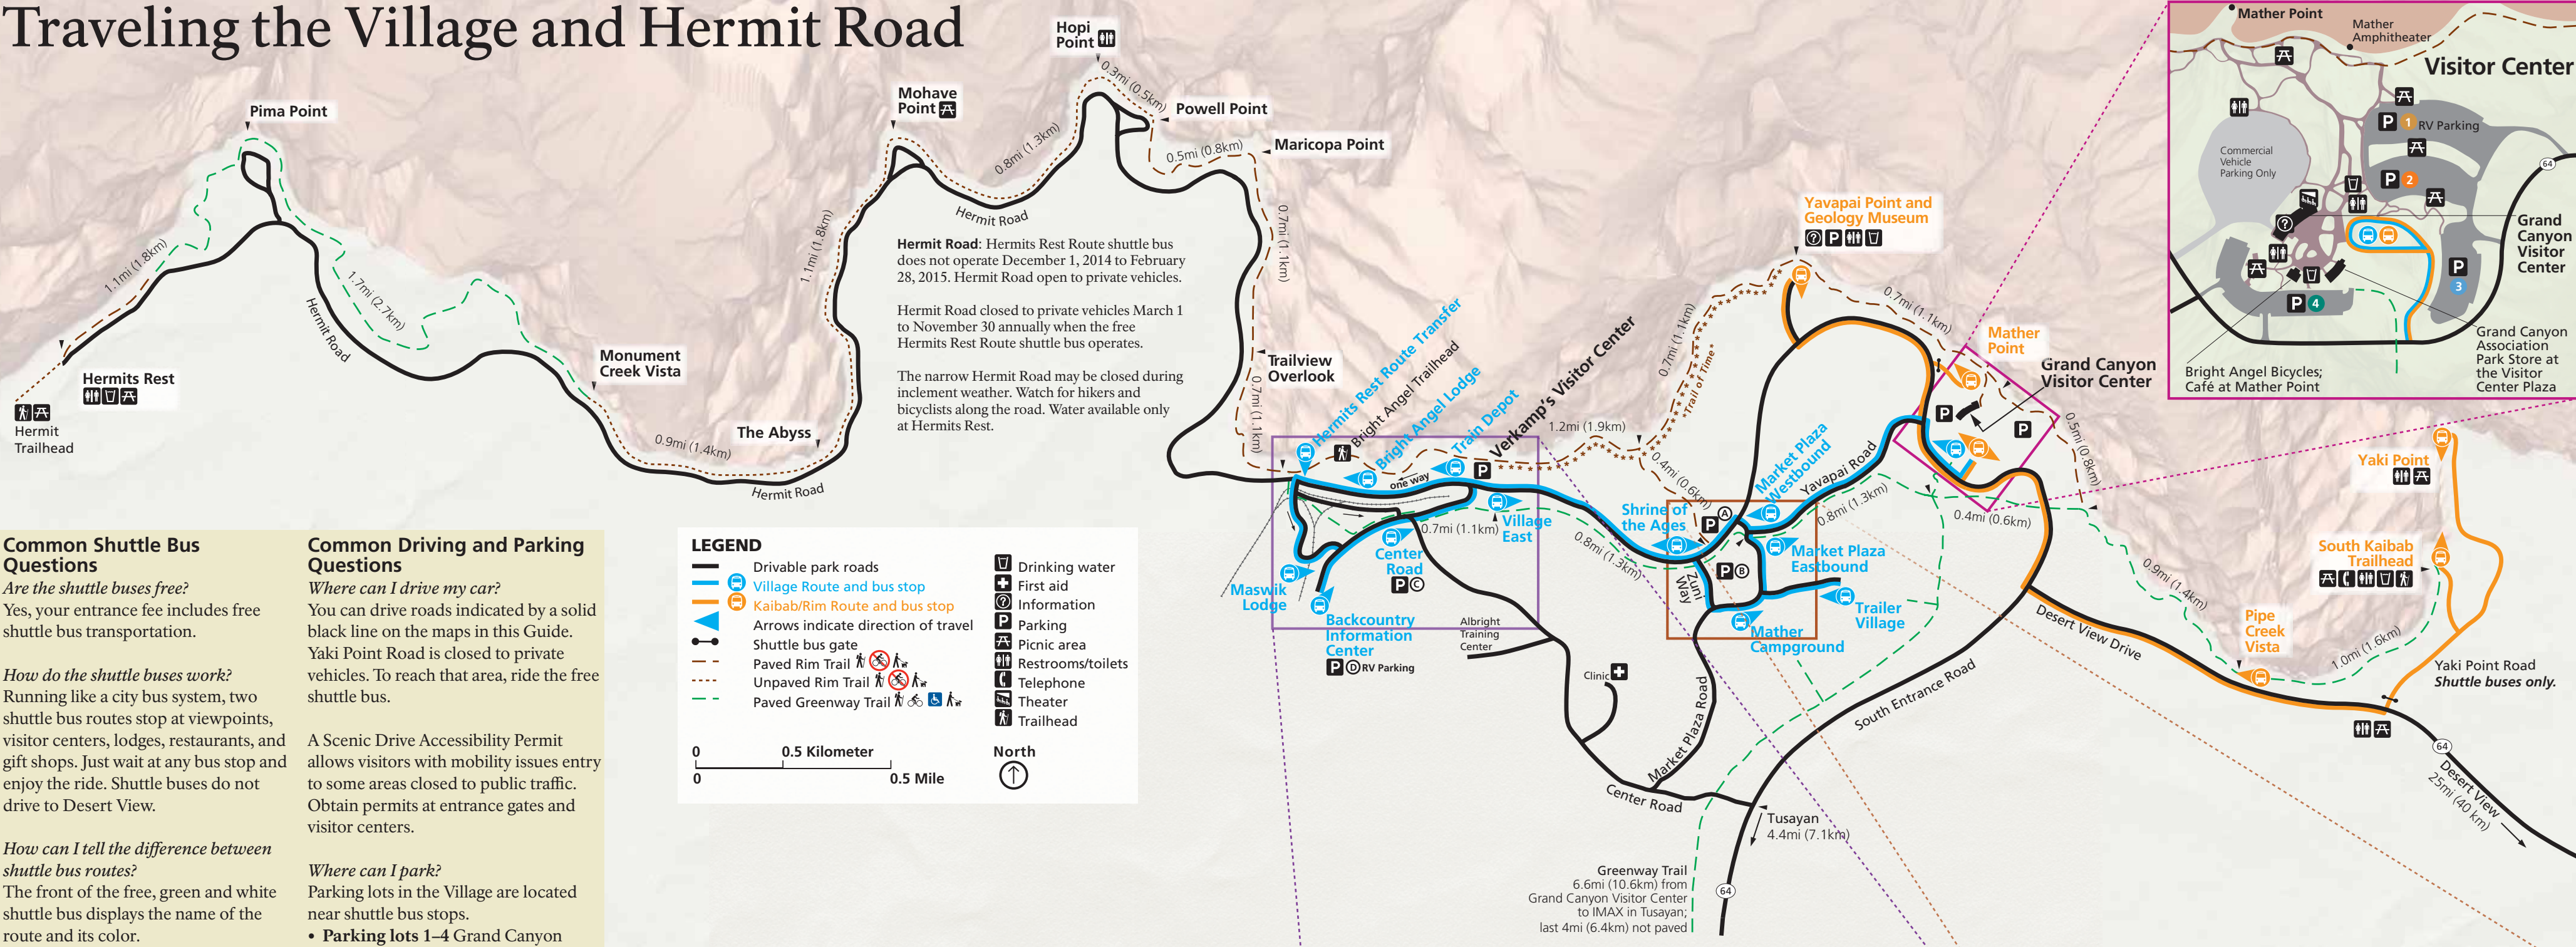 Traveling the Village and Hermit Road
Pima Point
1.1mi (1.8km)
Hermits Rest
Hermit
Trailhead
Hermit Road
1.7mi (2.7km)
Monument
Creek Vista
0.9mi (1.4km)
The Abyss
Hermit Road
1.1mi (1.8km)
Mohave
Point
Hermit Road
0.8mi (1.3km)
Hopi
Point
0.3mi (0.5km)
Powell Point
0.5mi (0.8km)
Maricopa Point
0.7mi (1.1km)
Trailview
Overlook
0.7mi (1.1km)
Hermit Road: Hermits Rest Route shuttle bus
does not operate December 1, 2014 to February
28, 2015. Hermit Road open to private vehicles.
Hermit Road closed to private vehicles March 1
to November 30 annually when the free
Hermits Rest Route shuttle bus operates.
The narrow Hermit Road may be closed during
inclement weather. Watch for hikers and
bicyclists along the road. Water available only
at Hermits Rest.
Hermits Rest Route Transfer
Bright Angel Trailhead
Bright Angel Lodge
Train Depot
Verkamp's Visitor Center
P
one way
Village
East
0.7mi (1.1km)
Center
Road
P C
Maswik
Lodge
Backcountry
Information
Center
P D RV Parking
Albright
Training
Center
Clinic
1.2mi (1.9km)
0.7mi (1.1km)
"Trail of Time"
0.4mi (0.6km)
0.8mi (1.3km)
Yavapai Point and
Geology Museum
P
0.7mi (1.1km)
Mather
Point
Grand Canyon
Visitor Center
P
P
0.5mi (0.8km)
Market Plaza
Westbound
Yavapai Road
0.8mi (1.3km)
0.4mi (0.6km)
Shrine of
the Ages
P A
Market Plaza
Eastbound
P B
Zuni
Way
Trailer
Village
Mather
Campground
Market Plaza Road
Center Road
South Entrance Road
Tusayan
4.4mi (7.1km)
64
Greenway Trail
6.6mi (10.6km) from
Grand Canyon Visitor Center
to IMAX in Tusayan;
last 4mi (6.4km) not paved
Desert View Drive
0.9mi (1.4km)
Pipe
Creek
Vista
1.0mi (1.6km)
Yaki Point
South Kaibab
Trailhead
Yaki Point Road
Shuttle buses only.
64
Desert View
25mi (40 km)
Mather Point
Mather
Amphitheater
Visitor Center
P 1 RV Parking
Commercial
Vehicle
Parking Only
P 2
64
Grand
Canyon
Visitor
Center
P
3
P 4
Grand Canyon
Association
Park Store at
the Visitor
Center Plaza
Bright Angel Bicycles;
Café at Mather Point
Common Shuttle Bus
Questions
Are the shuttle buses free?
Yes, your entrance fee includes free
shuttle bus transportation.
How do the shuttle buses work?
Running like a city bus system, two
shuttle bus routes stop at viewpoints,
visitor centers, lodges, restaurants, and
gift shops. Just wait at any bus stop and
enjoy the ride. Shuttle buses do not
drive to Desert View.
How can I tell the difference between
shuttle bus routes?
The front of the free, green and white
shuttle bus displays the name of the
route and its color.
Common Driving and Parking
Questions
Where can I drive my car?
You can drive roads indicated by a solid
black line on the maps in this Guide.
Yaki Point Road is closed to private
vehicles. To reach that area, ride the free
shuttle bus.
A Scenic Drive Accessibility Permit
allows visitors with mobility issues entry
to some areas closed to public traffic.
Obtain permits at entrance gates and
visitor centers.
Where can I park?
Parking lots in the Village are located
near shuttle bus stops.
• Parking lots 1–4 Grand Canyon
LEGEND
Drivable park roads
Village Route and bus stop
Kaibab/Rim Route and bus stop
Arrows indicate direction of travel
Shuttle bus gate
Paved Rim Trail
Unpaved Rim Trail
Paved Greenway Trail
0 0.5 Kilometer
0 0.5 Mile
Drinking water
First aid
Information
P Parking
Picnic area
Restrooms/toilets
Telephone
Theater
Trailhead
North